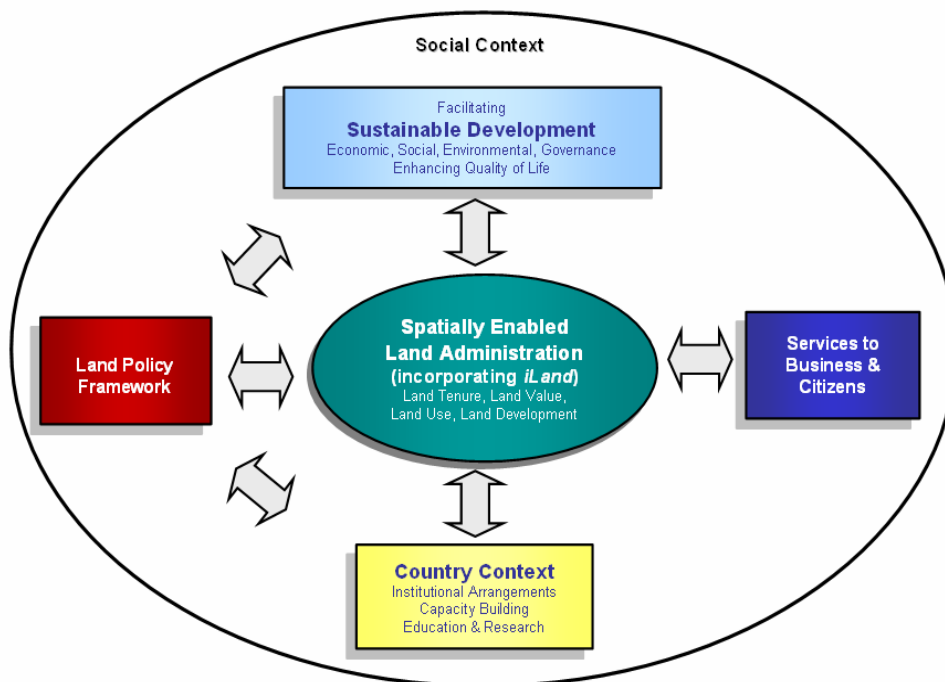 Social Context
Facilitating
Sustainable Development
Economic, Social, Environmental, Governance
Enhancing Quality of Life
Land Policy
Framework
Spatially Enabled
Land Administration
(incorporating iLand)
Land Tenure, Land Value,
Land Use, Land Development
Services to
Business &
Citizens
Country Context
Institutional Arrangements
Capacity Building
Education & Research